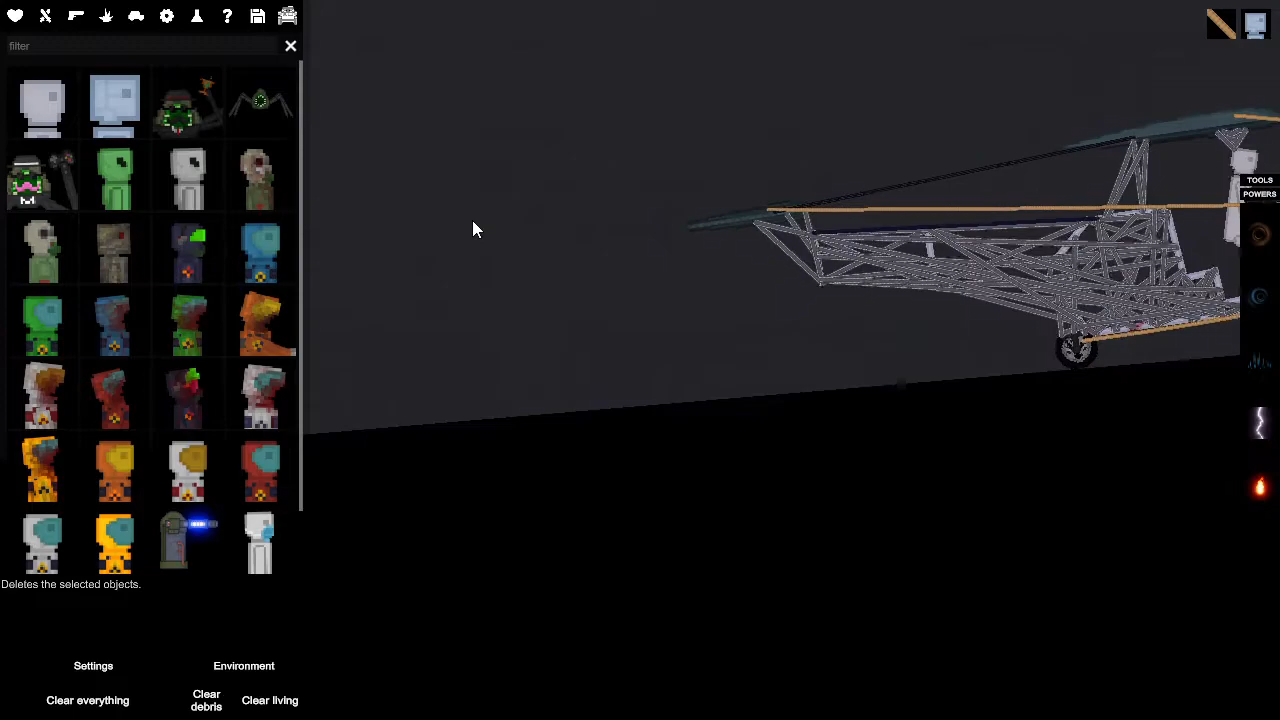 filter
TOOLS
POWERS
Deletes the selected objects.
Settings
Environment
Clear everything
Clear
debris
Clear living